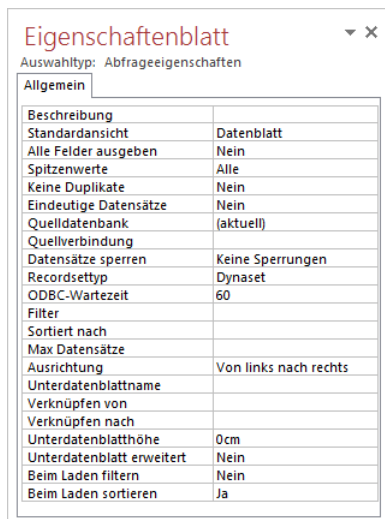 Eigenschaftenblatt
Auswahltyp: Abfrageeigenschaften
Allgemein
Beschreibung
Standardansicht Datenblatt
Alle Felder ausgeben Nein
Spitzenwerte Alle
Keine Duplikate Nein
Eindeutige Datensätze Nein
Quelldatenbank (aktuell)
Quellverbindung
Datensätze sperren Keine Sperrungen
Recordsettyp Dynaset
ODBC-Wartezeit 60
Filter
Sortiert nach
Max Datensätze
Ausrichtung Von links nach rechts
Unterdatenblattname
Verknüpfen von
Verknüpfen nach
Unterdatenblatthöhe 0cm
Unterdatenblatt erweitert Nein
Beim Laden filtern Nein
Beim Laden sortieren Ja